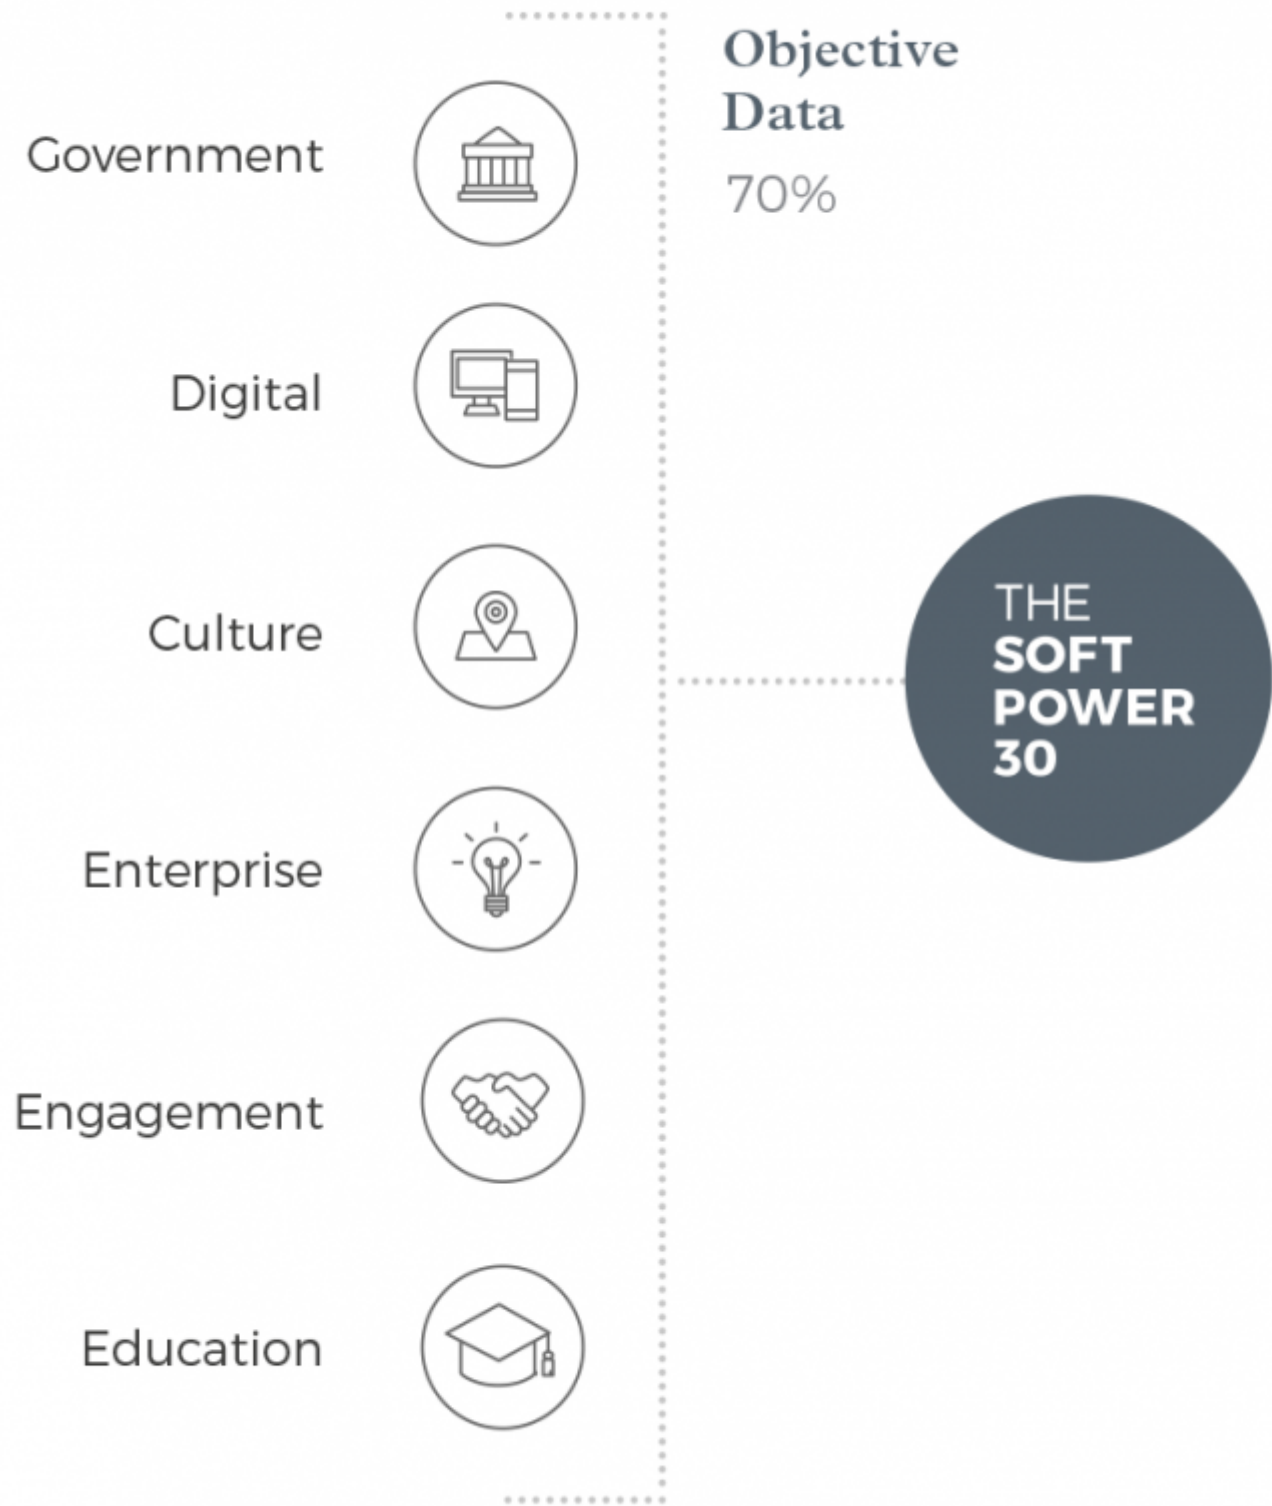 Objective
Data
70%
Government
Digital
Culture
Enterprise
Engagement
Education
THE
SOFT
POWER
30